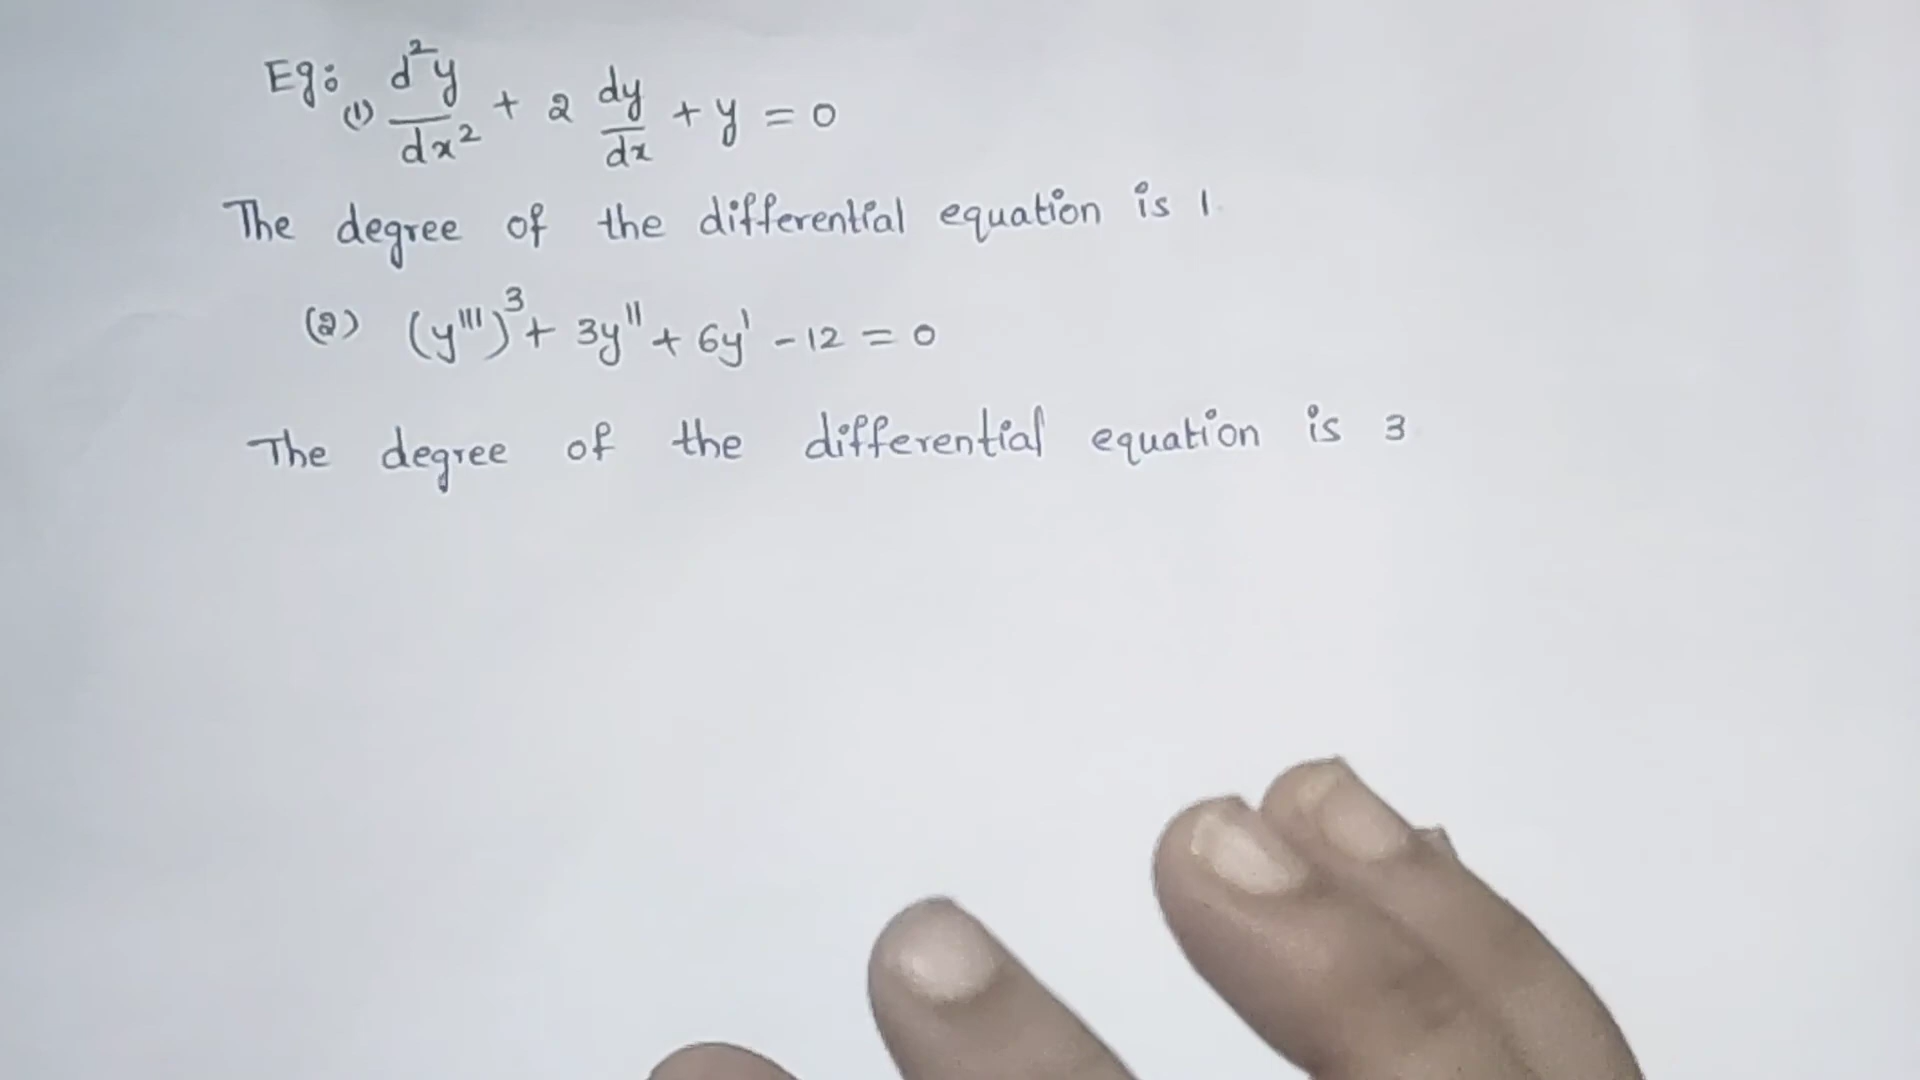 Eg: (1) d²y/dx² + 2 dy/dx + y = 0
The degree of the differential equation is 1.
(2) (y''')³ + 3y'' + 6y' - 12 = 0
The degree of the differential equation is 3